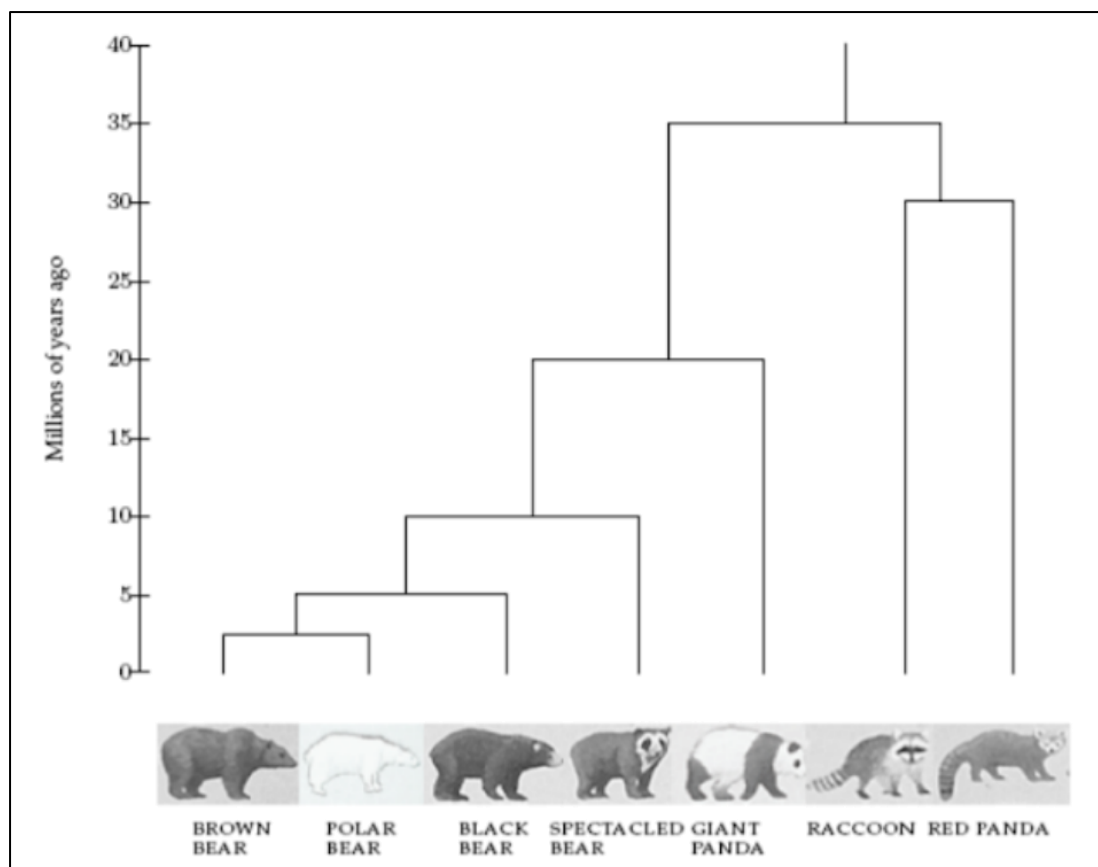 40
35
30
25
20
15
10
5
0
Millions of years ago
BROWN BEAR
POLAR BEAR
BLACK BEAR
SPECTACLED BEAR
GIANT PANDA
RACCOON
RED PANDA